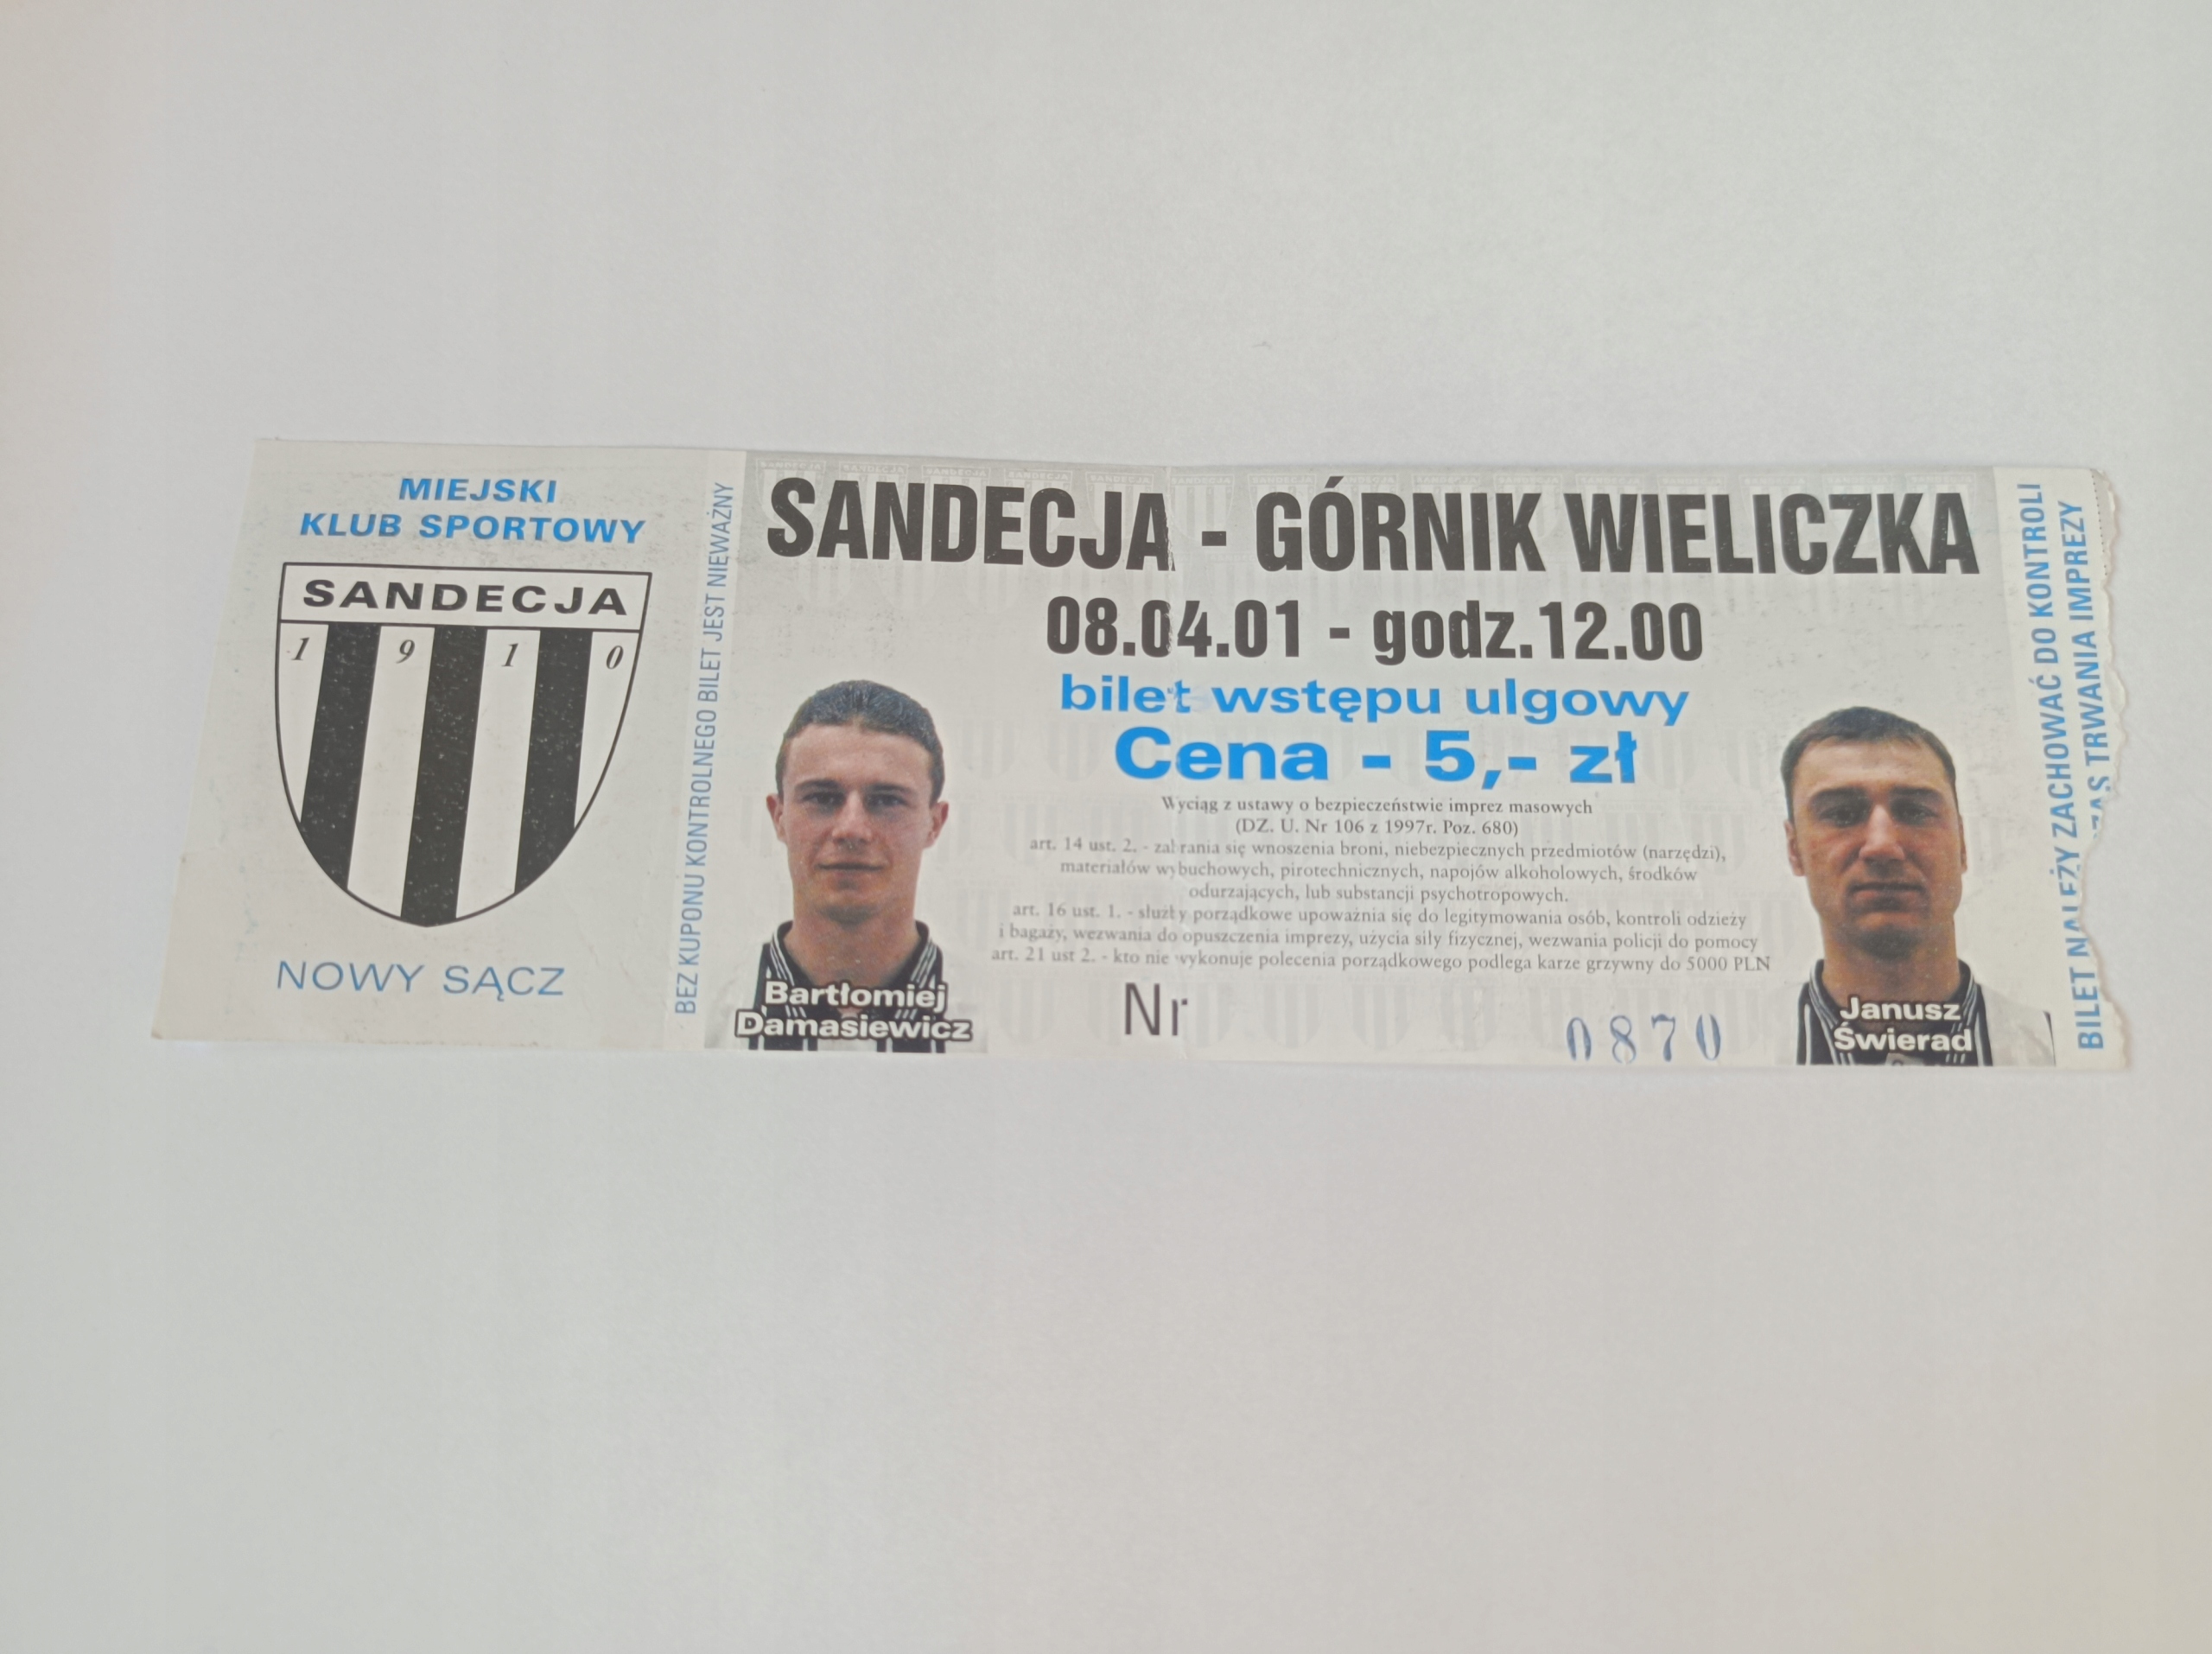 MIEJSKI
KLUB SPORTOWY
SANDECJA
1 9 1 0
NOWY SĄCZ
BEZ KUPONU KONTROLNEGO BILET JEST NIEWAŻNY
SANDECJA - GÓRNIK WIELICZKA
08.04.01 - godz.12.00
bilet wstępu ulgowy
Cena - 5,- zł
Wyciąg z ustawy o bezpieczeństwie imprez masowych
(DZ. U. Nr 106 z 1997r. Poz. 680)
art. 14 ust. 2. - zabrania się wnoszenia broni, niebezpiecznych przedmiotów (narzędzi),
materiałów wybuchowych, pirotechnicznych, napojów alkoholowych, środków
odurzających, lub substancji psychotropowych.
art. 16 ust. 1. - służby porządkowe upoważnia się do legitymowania osób, kontroli odzieży
i bagaży, wezwania do opuszczenia imprezy, użycia siły fizycznej, wezwania policji do pomocy
art. 21 ust 2. - kto nie wykonuje polecenia porządkowego podlega karze grzywny do 5000 PLN
Bartłomiej
Damasiewicz
Nr 0870
Janusz
Świerad
BILET NALEŻY ZACHOWAĆ DO KONTROLI
TRWANIA IMPREZY